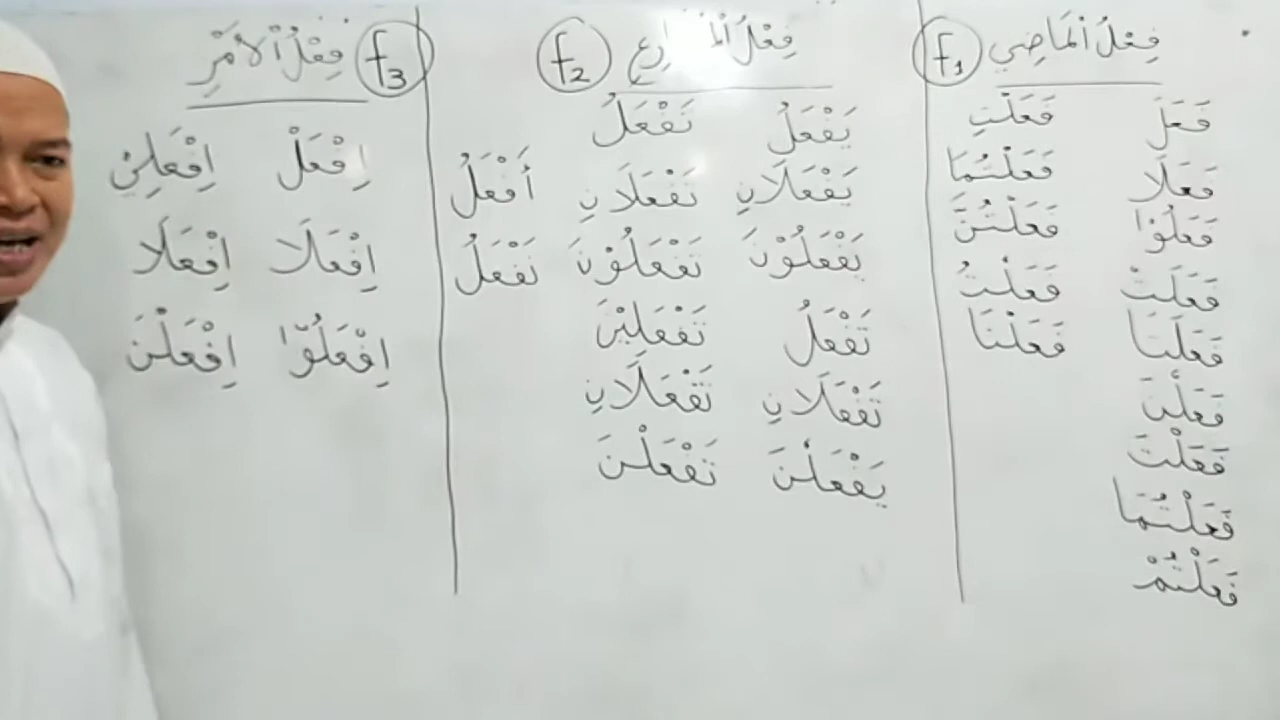 فِعْلُ الْمَاضِي f1
فَعَلَ
فَعَلَا
فَعَلُوْا
فَعَلَتْ
فَعَلَتَا
فَعَلْنَ
فَعَلْتَ
فَعَلْتُمَا
فَعَلْتُمْ
فَعَلْتِ
فَعَلْتُمَا
فَعَلْتُنَّ
فَعَلْتُ
فَعَلْنَا
فِعْلُ الْمُضَارِعِ f2
يَفْعَلُ
يَفْعَلَانِ
يَفْعَلُوْنَ
تَفْعَلُ
تَفْعَلَانِ
يَفْعَلْنَ
تَفْعَلُ
تَفْعَلَانِ
تَفْعَلُوْنَ
تَفْعَلِيْنَ
تَفْعَلَانِ
تَفْعَلْنَ
أَفْعَلُ
نَفْعَلُ
فِعْلُ الْأَمْرِ f3
اِفْعَلْ
اِفْعَلَا
اِفْعَلُوْا
اِفْعَلِيْ
اِفْعَلَا
اِفْعَلْنَ